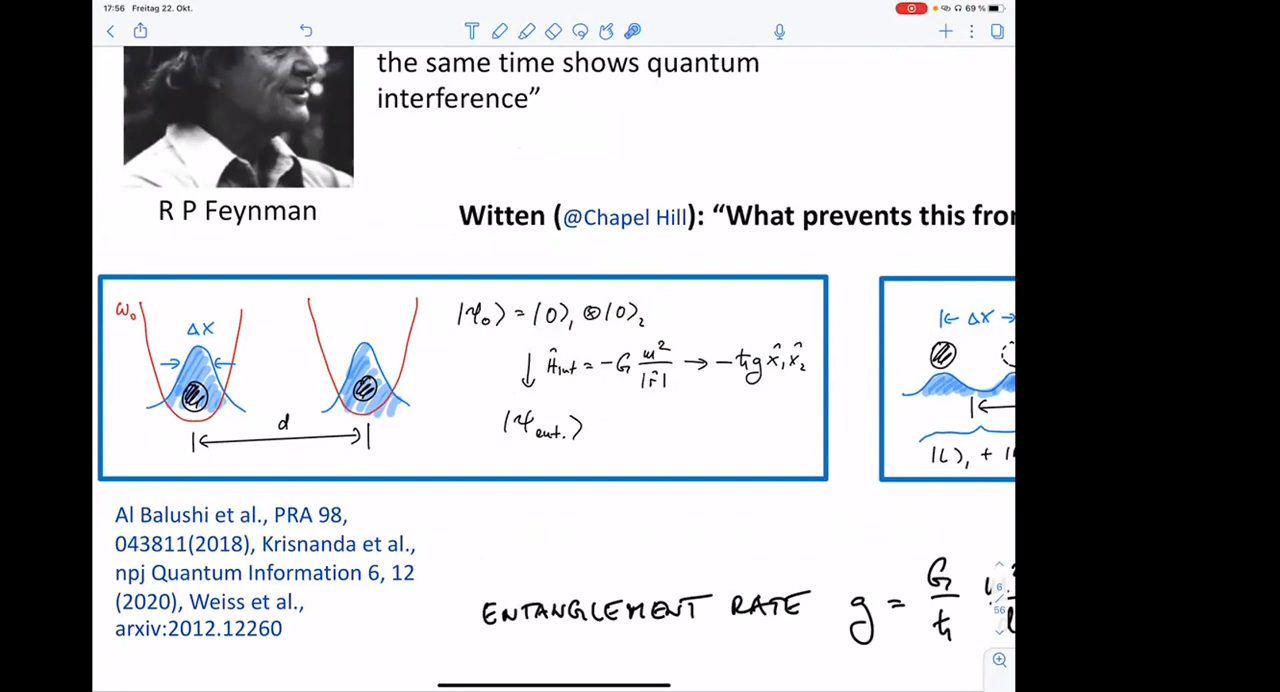 17:56 Freitag 22. Okt.
69 %
the same time shows quantum
interference”
R P Feynman
Witten (@Chapel Hill): “What prevents this fro
ω₀
Δx
d
|Ψ₀⟩ = |0⟩₁ ⊗ |0⟩₂
↓ Ĥint = -G m²/|r̂| → -ħg x̂₁x̂₂
|Ψent.⟩
|← Δx →
|L⟩₁ +
Al Balushi et al., PRA 98,
043811(2018), Krisnanda et al.,
npj Quantum Information 6, 12
(2020), Weiss et al.,
arxiv:2012.12260
ENTANGLEMENT RATE g = G/ħ
6
56